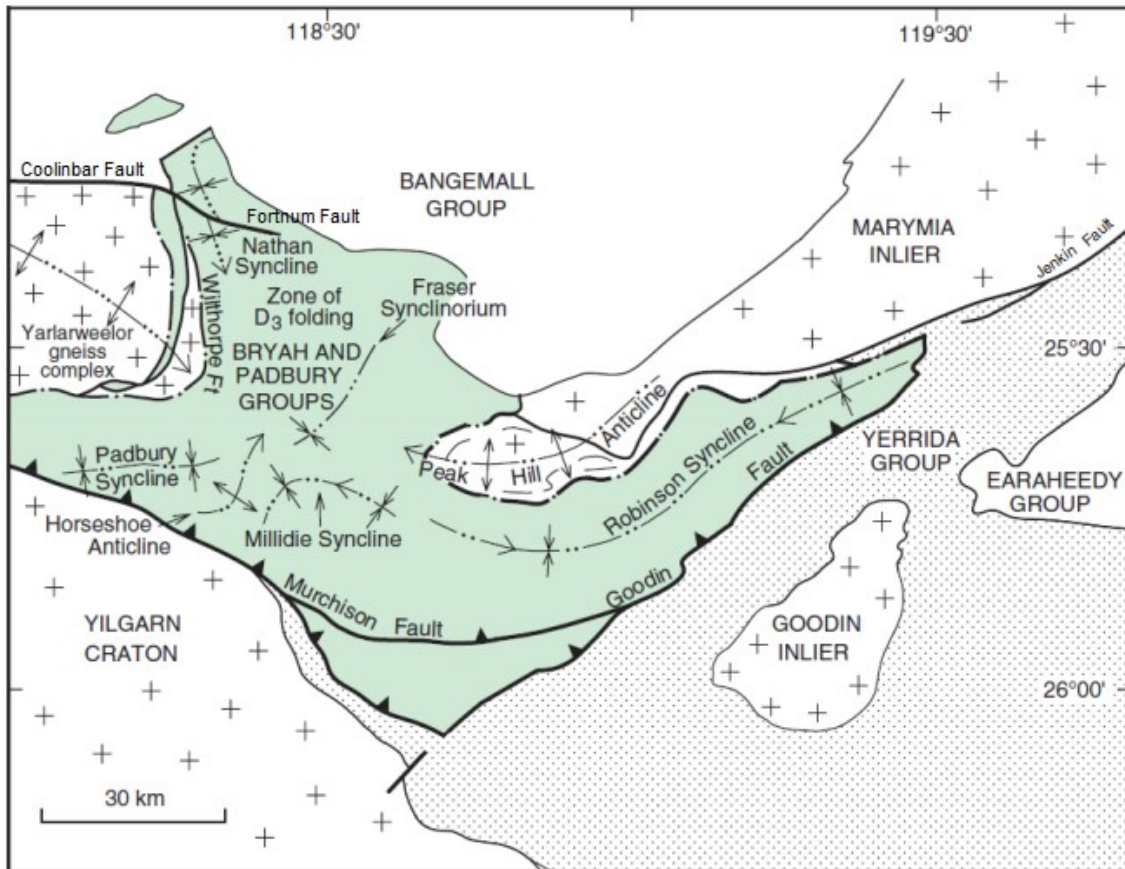 118°30'
119°30'
Coolinbar Fault
BANGEMALL
GROUP
Fortnum Fault
MARYMIA
INLIER
Jenkin Fault
Nathan
Syncline
Wilthorpe Ft
Zone of
D3 folding
Fraser
Synclinorium
Yarlarweelor
gneiss
complex
BRYAH AND
PADBURY
GROUPS
25°30'
Anticline
Peak Hill
Robinson Syncline
YERRIDA
GROUP
EARAHEEDY
GROUP
Padbury
Syncline
Horseshoe
Anticline
Millidie Syncline
Fault
Goodin
Murchison Fault
YILGARN
CRATON
GOODIN
INLIER
26°00'
30 km